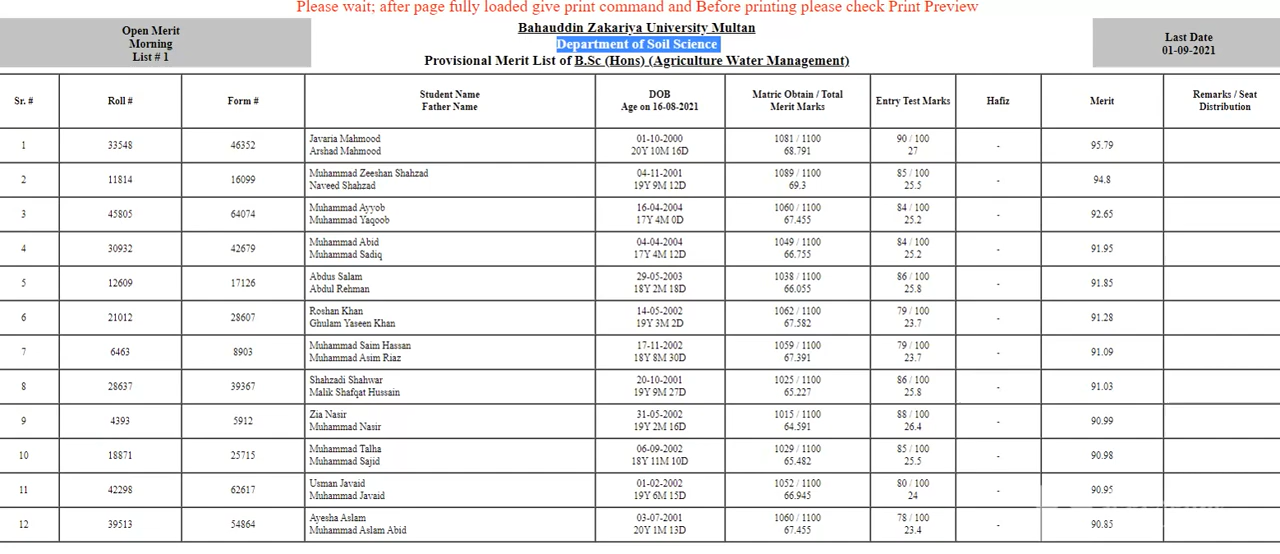 Please wait; after page fully loaded give print command and Before printing please check Print Preview
Open Merit
Morning
List # 1
Bahauddin Zakariya University Multan
Department of Soil Science
Provisional Merit List of B.Sc (Hons) (Agriculture Water Management)
Last Date
01-09-2021
Sr. # Roll # Form # Student Name Father Name DOB Age on 16-08-2021 Matric Obtain / Total Merit Marks Entry Test Marks Hafiz Merit Remarks / Seat Distribution
1 33548 46352 Javaria Mahmood Arshad Mahmood 01-10-2000 20Y 10M 16D 1081 / 1100 68.791 90 / 100 27 - 95.79
2 11814 16099 Muhammad Zeeshan Shahzad Naveed Shahzad 04-11-2001 19Y 9M 12D 1089 / 1100 69.3 85 / 100 25.5 - 94.8
3 45805 64074 Muhammad Ayyob Muhammad Yaqoob 16-04-2004 17Y 4M 0D 1060 / 1100 67.455 84 / 100 25.2 - 92.65
4 30932 42679 Muhammad Abid Muhammad Sadiq 04-04-2004 17Y 4M 12D 1049 / 1100 66.755 84 / 100 25.2 - 91.95
5 12609 17126 Abdus Salam Abdul Rehman 29-05-2003 18Y 2M 18D 1038 / 1100 66.055 86 / 100 25.8 - 91.85
6 21012 28607 Roshan Khan Ghulam Yaseen Khan 14-05-2002 19Y 3M 2D 1062 / 1100 67.582 79 / 100 23.7 - 91.28
7 6463 8903 Muhammad Saim Hassan Muhammad Asim Riaz 17-11-2002 18Y 8M 30D 1059 / 1100 67.391 79 / 100 23.7 - 91.09
8 28637 39367 Shahzadi Shahwar Malik Shafqat Hussain 20-10-2001 19Y 9M 27D 1025 / 1100 65.227 86 / 100 25.8 - 91.03
9 4393 5912 Zia Nasir Muhammad Nasir 31-05-2002 19Y 2M 16D 1015 / 1100 64.591 88 / 100 26.4 - 90.99
10 18871 25715 Muhammad Talha Muhammad Sajid 06-09-2002 18Y 11M 10D 1029 / 1100 65.482 85 / 100 25.5 - 90.98
11 42298 62617 Usman Javaid Muhammad Javaid 01-02-2002 19Y 6M 15D 1052 / 1100 66.945 80 / 100 24 - 90.95
12 39513 54864 Ayesha Aslam Muhammad Aslam Abid 03-07-2001 20Y 1M 13D 1060 / 1100 67.455 78 / 100 23.4 - 90.85